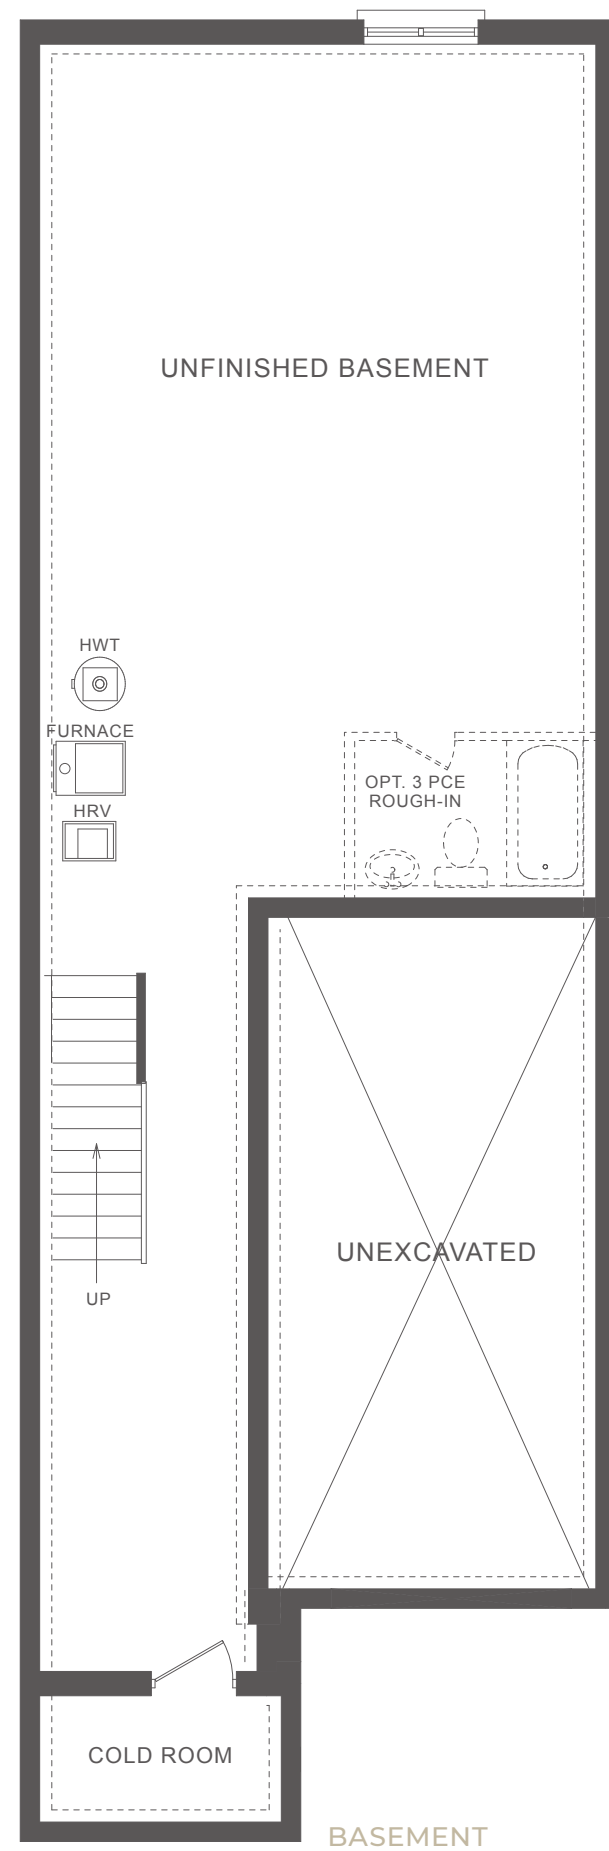 UNFINISHED BASEMENT
HWT
FURNACE
HRV
OPT. 3 PCE
ROUGH-IN
UNEXCAVATED
UP
COLD ROOM
BASEMENT